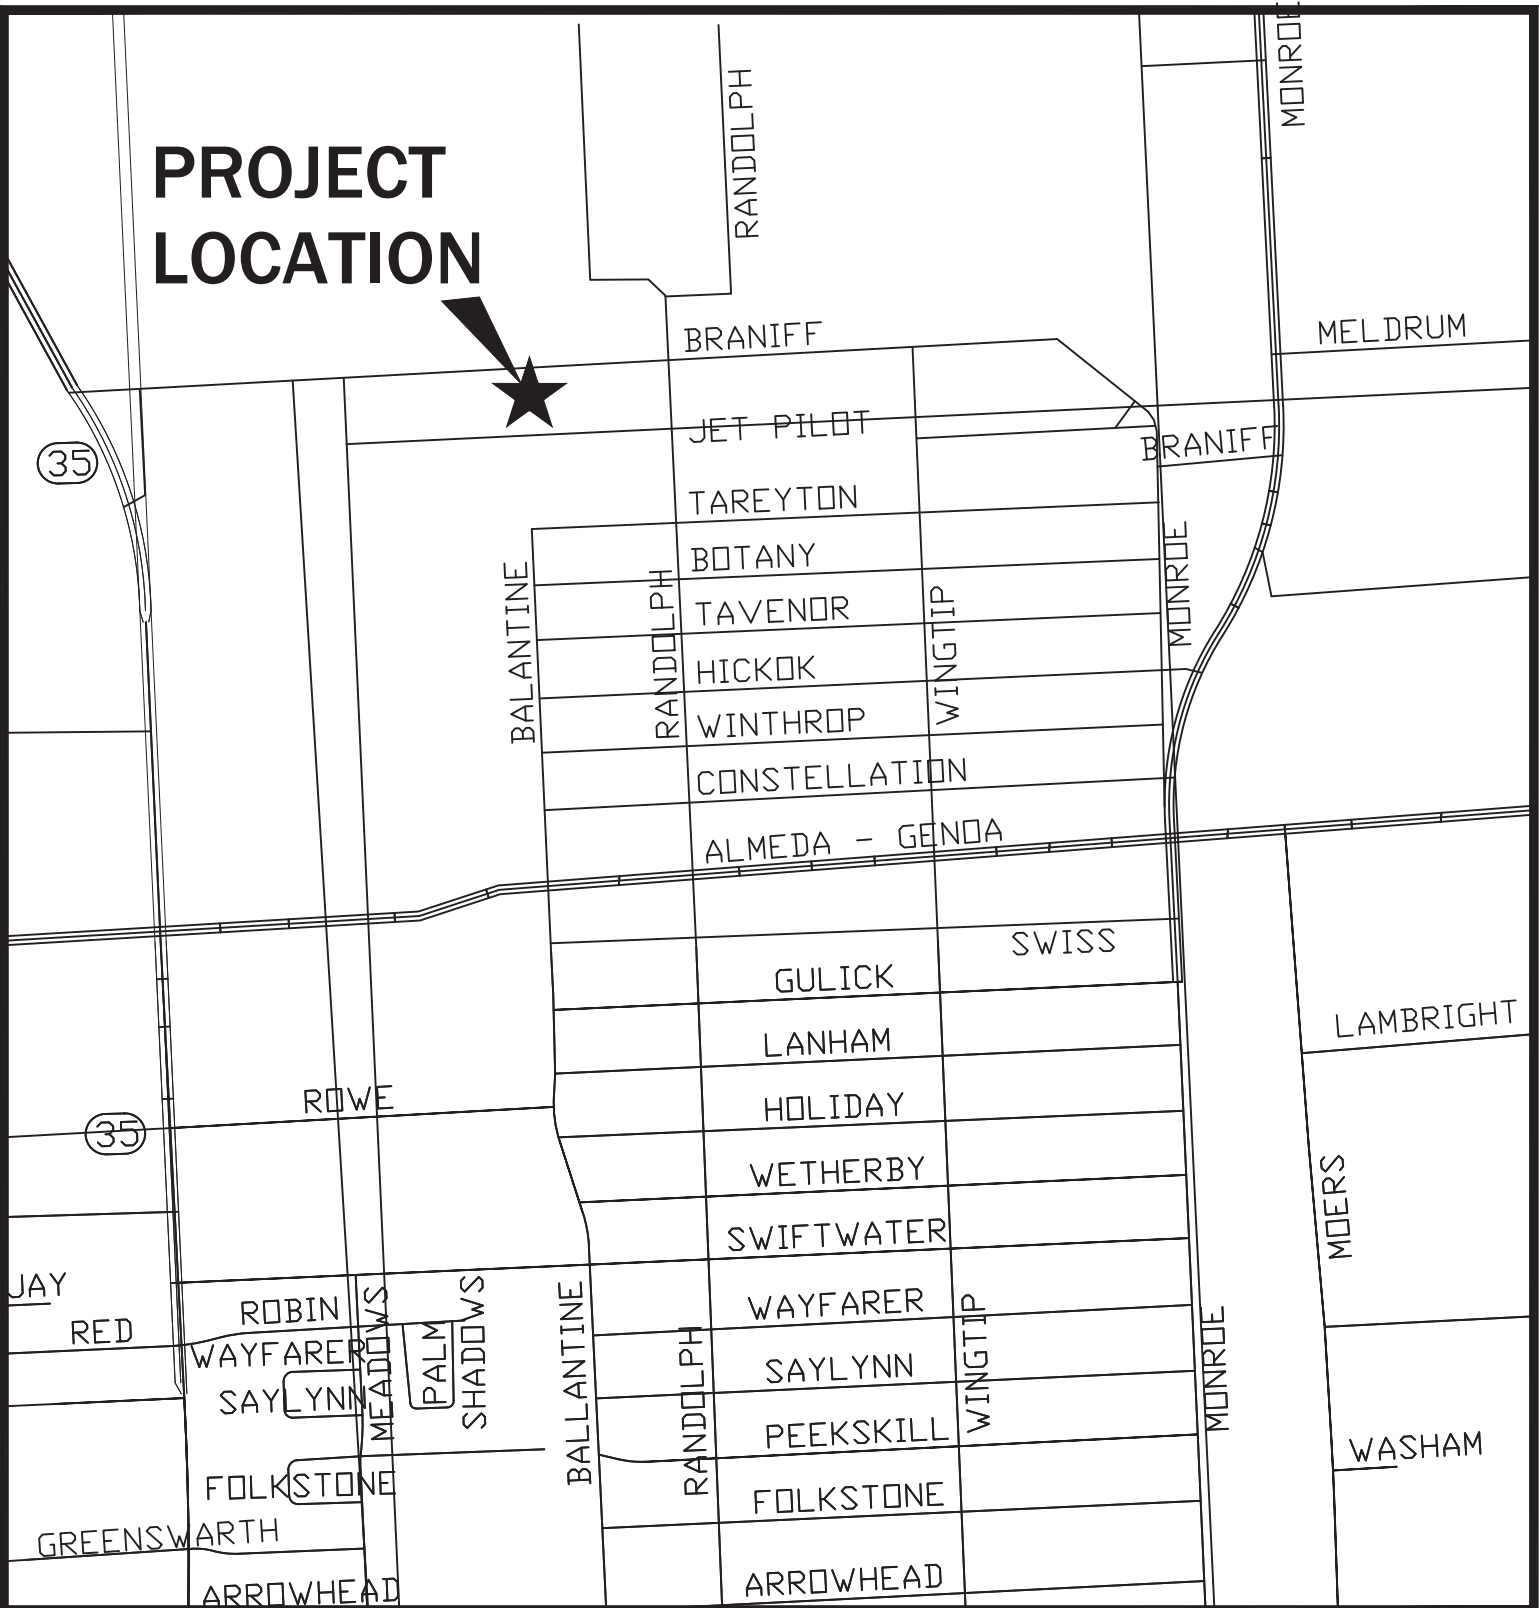 MONROE
RANDOLPH
PROJECT
LOCATION
BRANIFF
MELDRUM
JET PILOT
BRANIFF
35
TAREYTON
BOTANY
MONROE
BALANTINE
RANDOLPH
TAVENOR
WINGTIP
HICKOK
WINTHROP
CONSTELLATION
ALMEDA - GENOA
SWISS
GULICK
LAMBRIGHT
LANHAM
ROWE
HOLIDAY
35
WETHERBY
MOERS
SWIFTWATER
JAY
ROBIN
MEADOWS
PALM
SHADOWS
BALLANTINE
WAYFARER
WINGTIP
MONROE
RED
WAYFARER
RANDOLPH
SAYLYNN
SAYLYNN
PEEKSKILL
WASHAM
FOLKSTONE
FOLKSTONE
GREENSWARTH
ARROWHEAD
ARROWHEAD